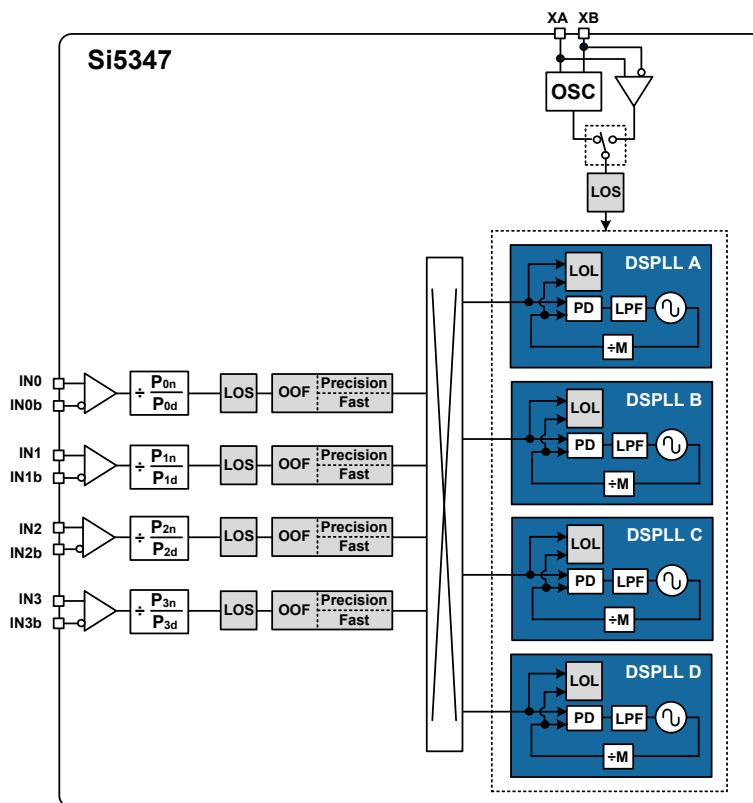 XA XB
Si5347
OSC
LOS
DSPLL A
LOL
PD LPF
÷M
DSPLL B
LOL
PD LPF
÷M
DSPLL C
LOL
PD LPF
÷M
DSPLL D
LOL
PD LPF
÷M
IN0
IN0b
÷ P0n
P0d
LOS
OOF
Precision
Fast
IN1
IN1b
÷ P1n
P1d
LOS
OOF
Precision
Fast
IN2
IN2b
÷ P2n
P2d
LOS
OOF
Precision
Fast
IN3
IN3b
÷ P3n
P3d
LOS
OOF
Precision
Fast